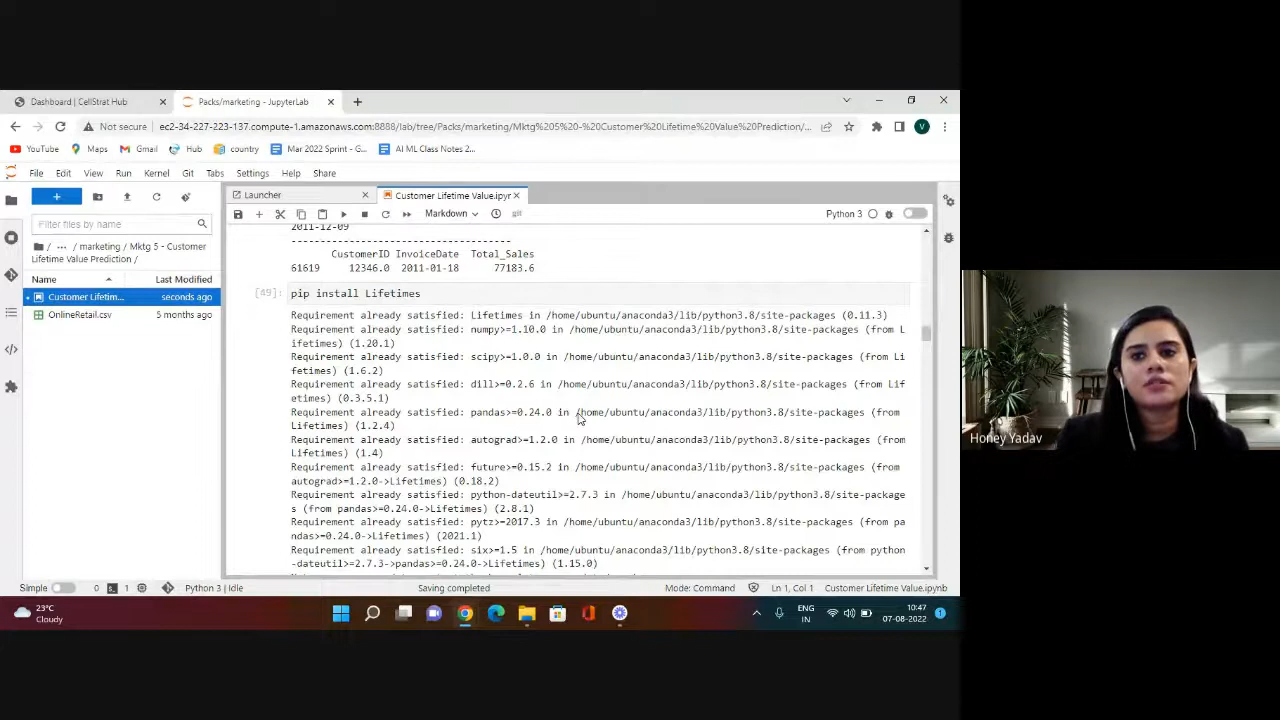 Dashboard | CellStrat Hub
Packs/marketing - JupyterLab
Not secure
ec2-34-227-223-137.compute-1.amazonaws.com:8888/lab/tree/Packs/marketing/Mktg%205%20-%20Customer%20Lifetime%20Value%20Prediction/...
YouTube Maps Gmail Hub country Mar 2022 Sprint - G... AI ML Class Notes 2...
File Edit View Run Kernel Git Tabs Settings Help Share
Launcher
Customer Lifetime Value.ipyr
Markdown
git
Python 3
Filter files by name
/ ... / marketing / Mktg 5 - Customer
Lifetime Value Prediction /
Name Last Modified
Customer Lifetim... seconds ago
OnlineRetail.csv 5 months ago
2011-12-09
---------------------------------------
CustomerID InvoiceDate Total_Sales
61619 12346.0 2011-01-18 77183.6
[49]: pip install Lifetimes
Requirement already satisfied: Lifetimes in /home/ubuntu/anaconda3/lib/python3.8/site-packages (0.11.3)
Requirement already satisfied: numpy>=1.10.0 in /home/ubuntu/anaconda3/lib/python3.8/site-packages (from L
ifetimes) (1.20.1)
Requirement already satisfied: scipy>=1.0.0 in /home/ubuntu/anaconda3/lib/python3.8/site-packages (from Li
fetimes) (1.6.2)
Requirement already satisfied: dill>=0.2.6 in /home/ubuntu/anaconda3/lib/python3.8/site-packages (from Lif
etimes) (0.3.5.1)
Requirement already satisfied: pandas>=0.24.0 in /home/ubuntu/anaconda3/lib/python3.8/site-packages (from
Lifetimes) (1.2.4)
Requirement already satisfied: autograd>=1.2.0 in /home/ubuntu/anaconda3/lib/python3.8/site-packages (from
Lifetimes) (1.4)
Requirement already satisfied: future>=0.15.2 in /home/ubuntu/anaconda3/lib/python3.8/site-packages (from
autograd>=1.2.0->Lifetimes) (0.18.2)
Requirement already satisfied: python-dateutil>=2.7.3 in /home/ubuntu/anaconda3/lib/python3.8/site-package
s (from pandas>=0.24.0->Lifetimes) (2.8.1)
Requirement already satisfied: pytz>=2017.3 in /home/ubuntu/anaconda3/lib/python3.8/site-packages (from pa
ndas>=0.24.0->Lifetimes) (2021.1)
Requirement already satisfied: six>=1.5 in /home/ubuntu/anaconda3/lib/python3.8/site-packages (from python
-dateutil>=2.7.3->pandas>=0.24.0->Lifetimes) (1.15.0)
Simple 0 1 Python 3 | Idle Saving completed Mode: Command Ln 1, Col 1 Customer Lifetime Value.ipynb
23°C
Cloudy
ENG
IN
10:47
07-08-2022
1
V
Honey Yadav